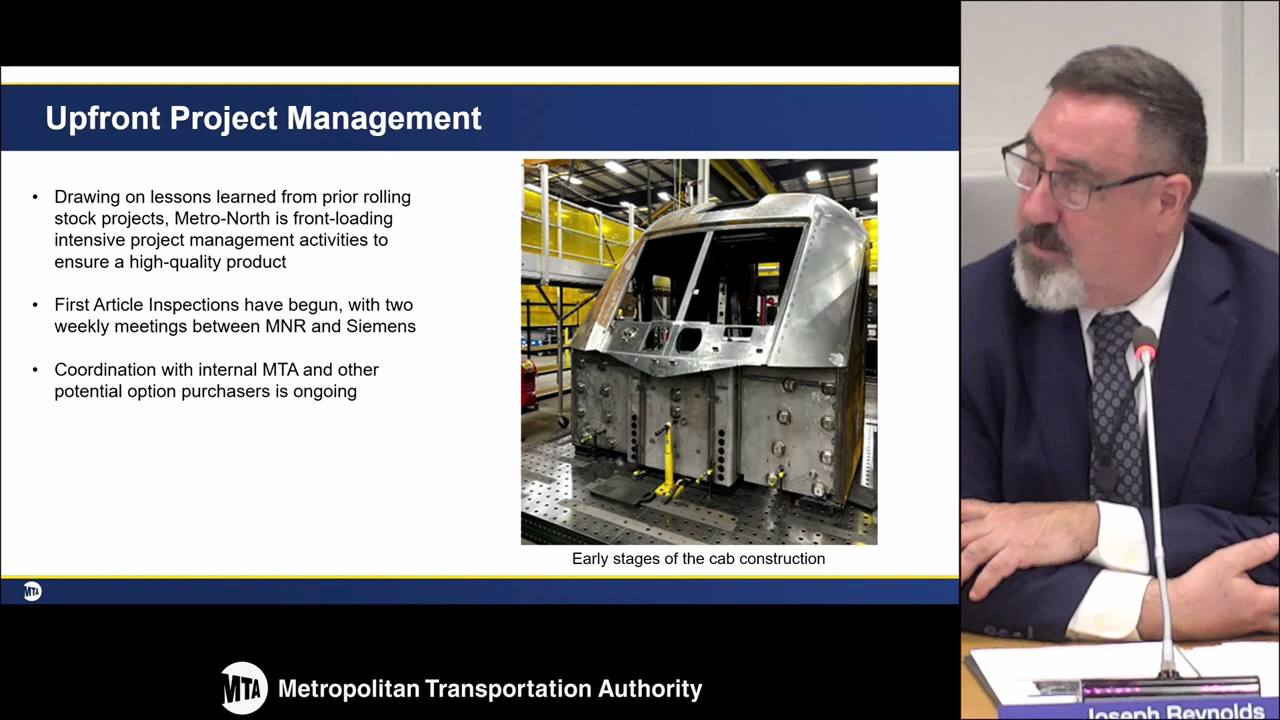 Upfront Project Management
• Drawing on lessons learned from prior rolling
stock projects, Metro-North is front-loading
intensive project management activities to
ensure a high-quality product
• First Article Inspections have begun, with two
weekly meetings between MNR and Siemens
• Coordination with internal MTA and other
potential option purchasers is ongoing
Early stages of the cab construction
MTA
MTA Metropolitan Transportation Authority
Joseph Reynolds